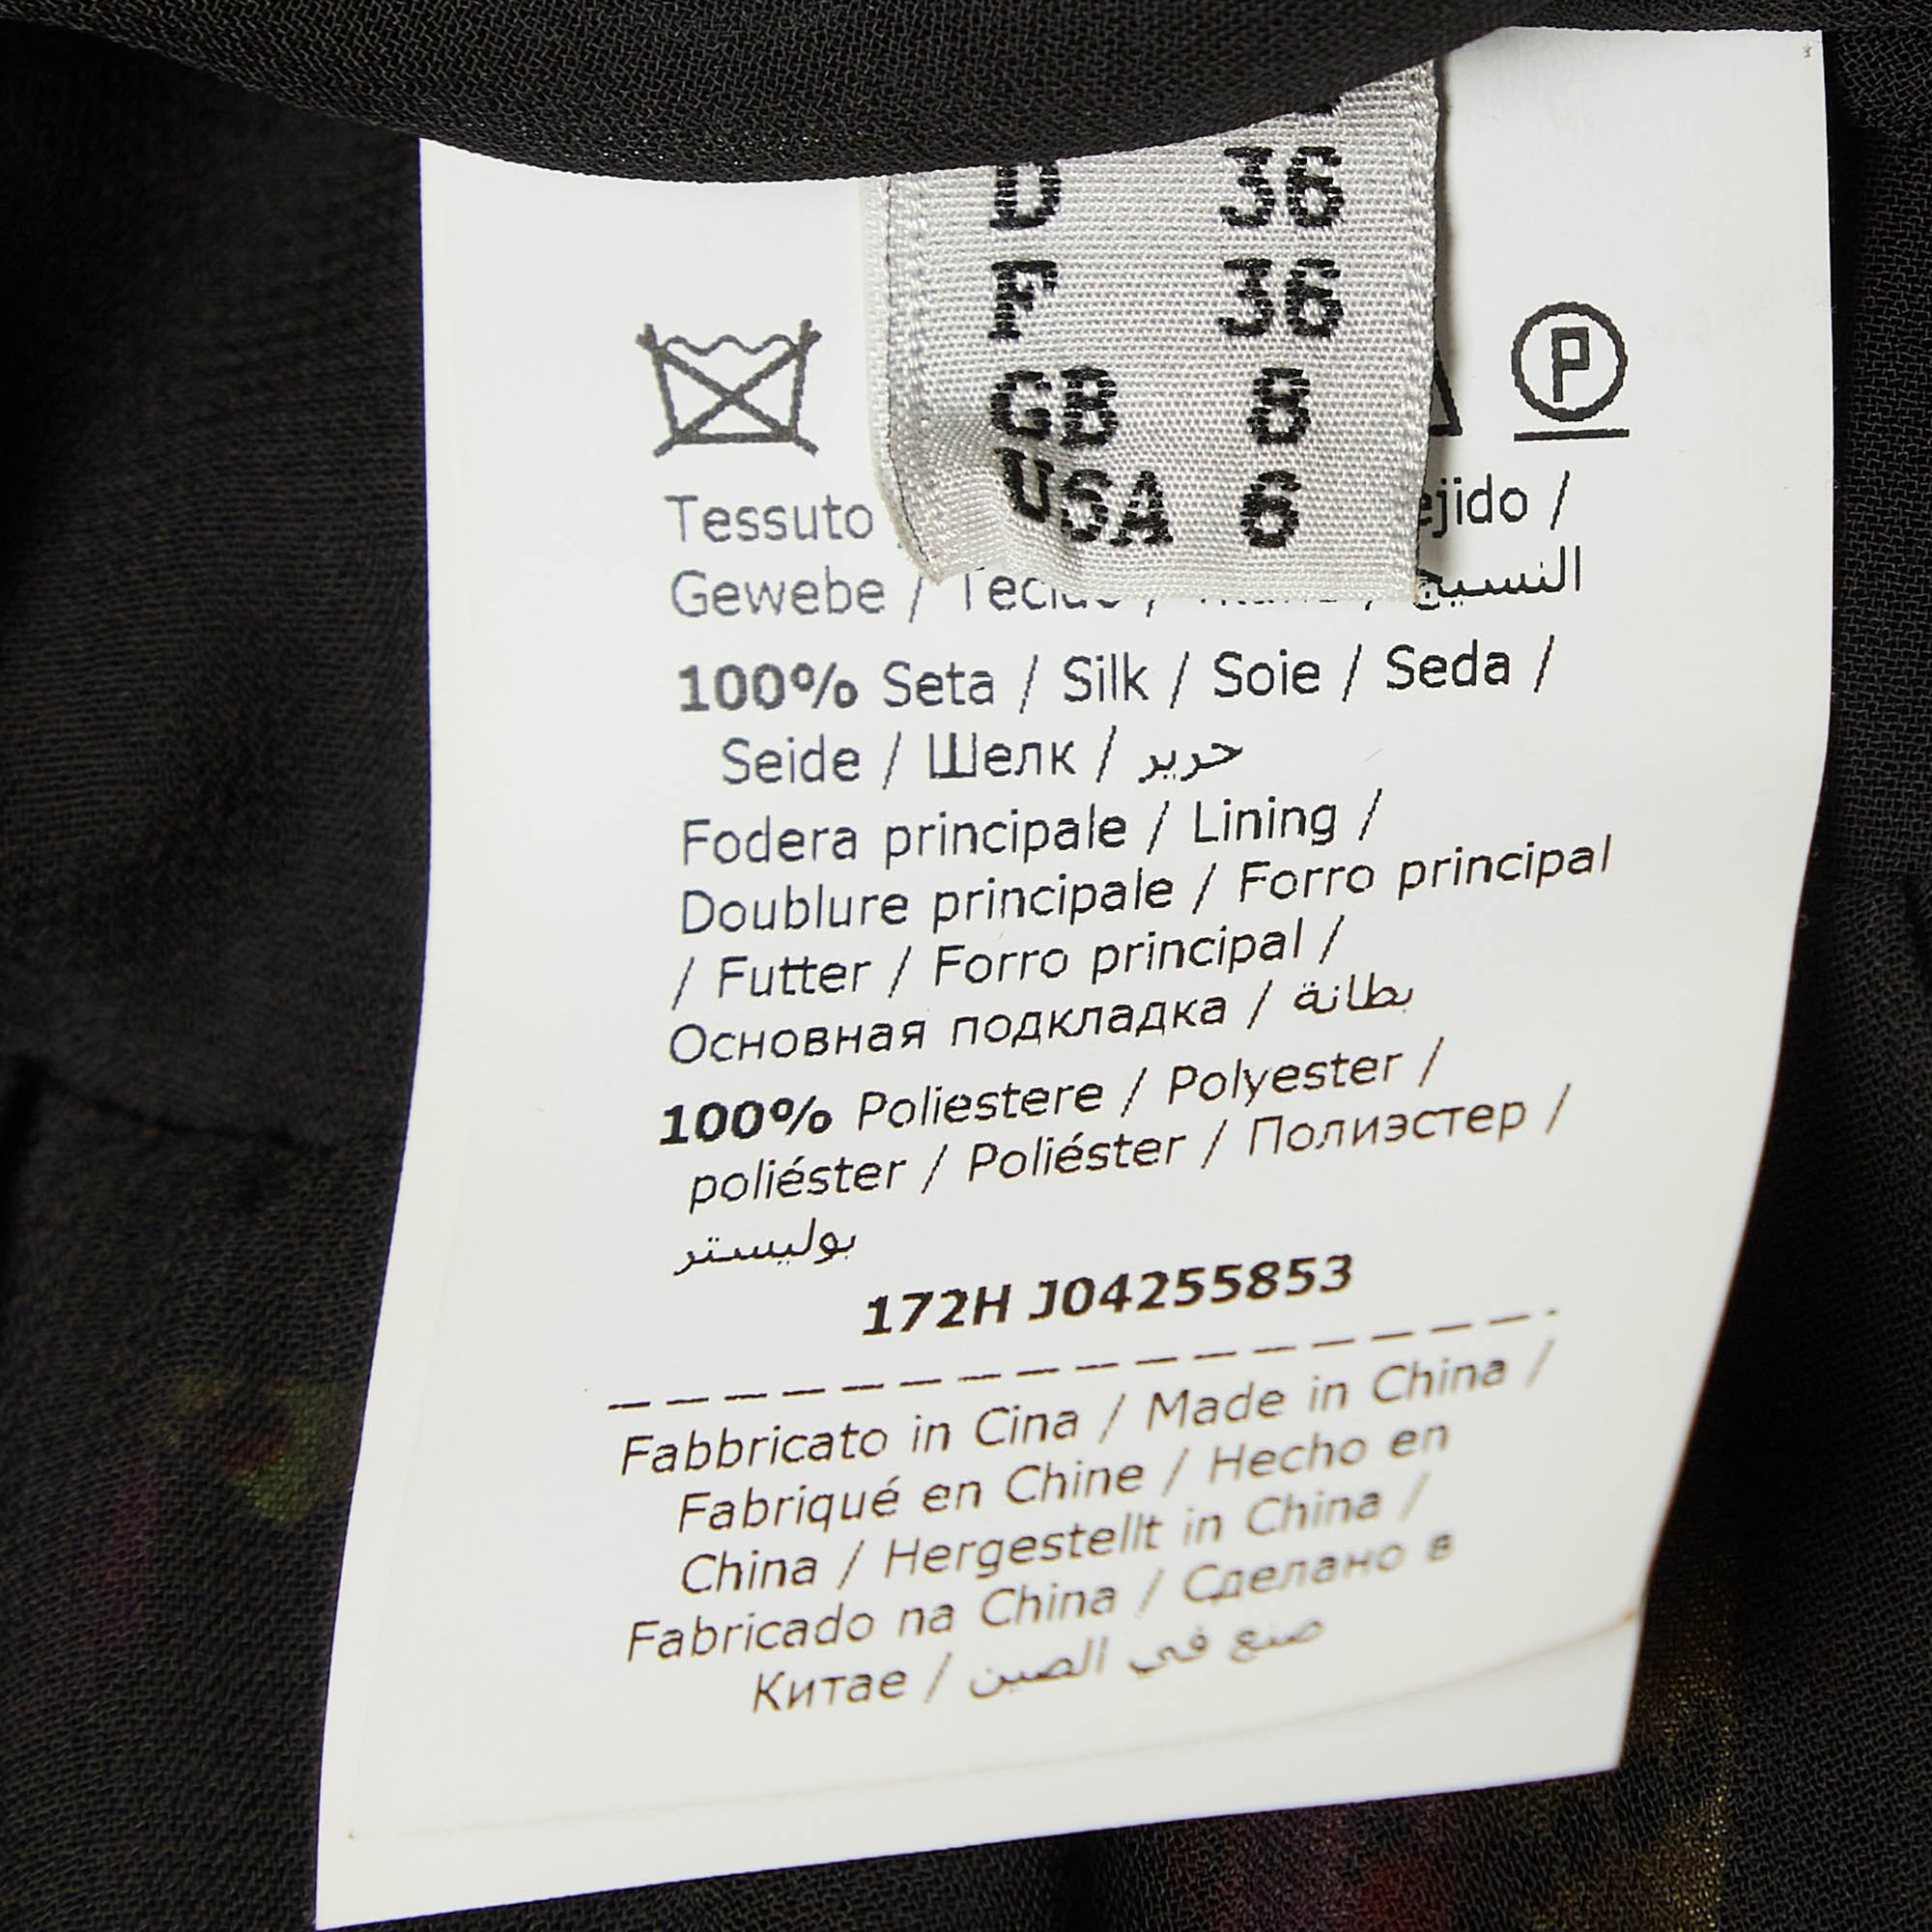 D 36
F 36
GB 8
USA 6
P
Tessuto
Gewebe / / النسيج
100% Seta / Silk / Soie / Seda /
Seide / Шелк / حرير
Fodera principale / Lining /
Doublure principale / Forro principal
/ Futter / Forro principal /
Основная подкладка / بطانة
100% Poliestere / Polyester /
poliéster / Poliéster / Полиэстер /
بوليستر
172H J04255853
Fabbricato in Cina / Made in China /
Fabriqué en Chine / Hecho en
China / Hergestellt in China /
Fabricado na China / Сделано в
Китае / صنع في الصين